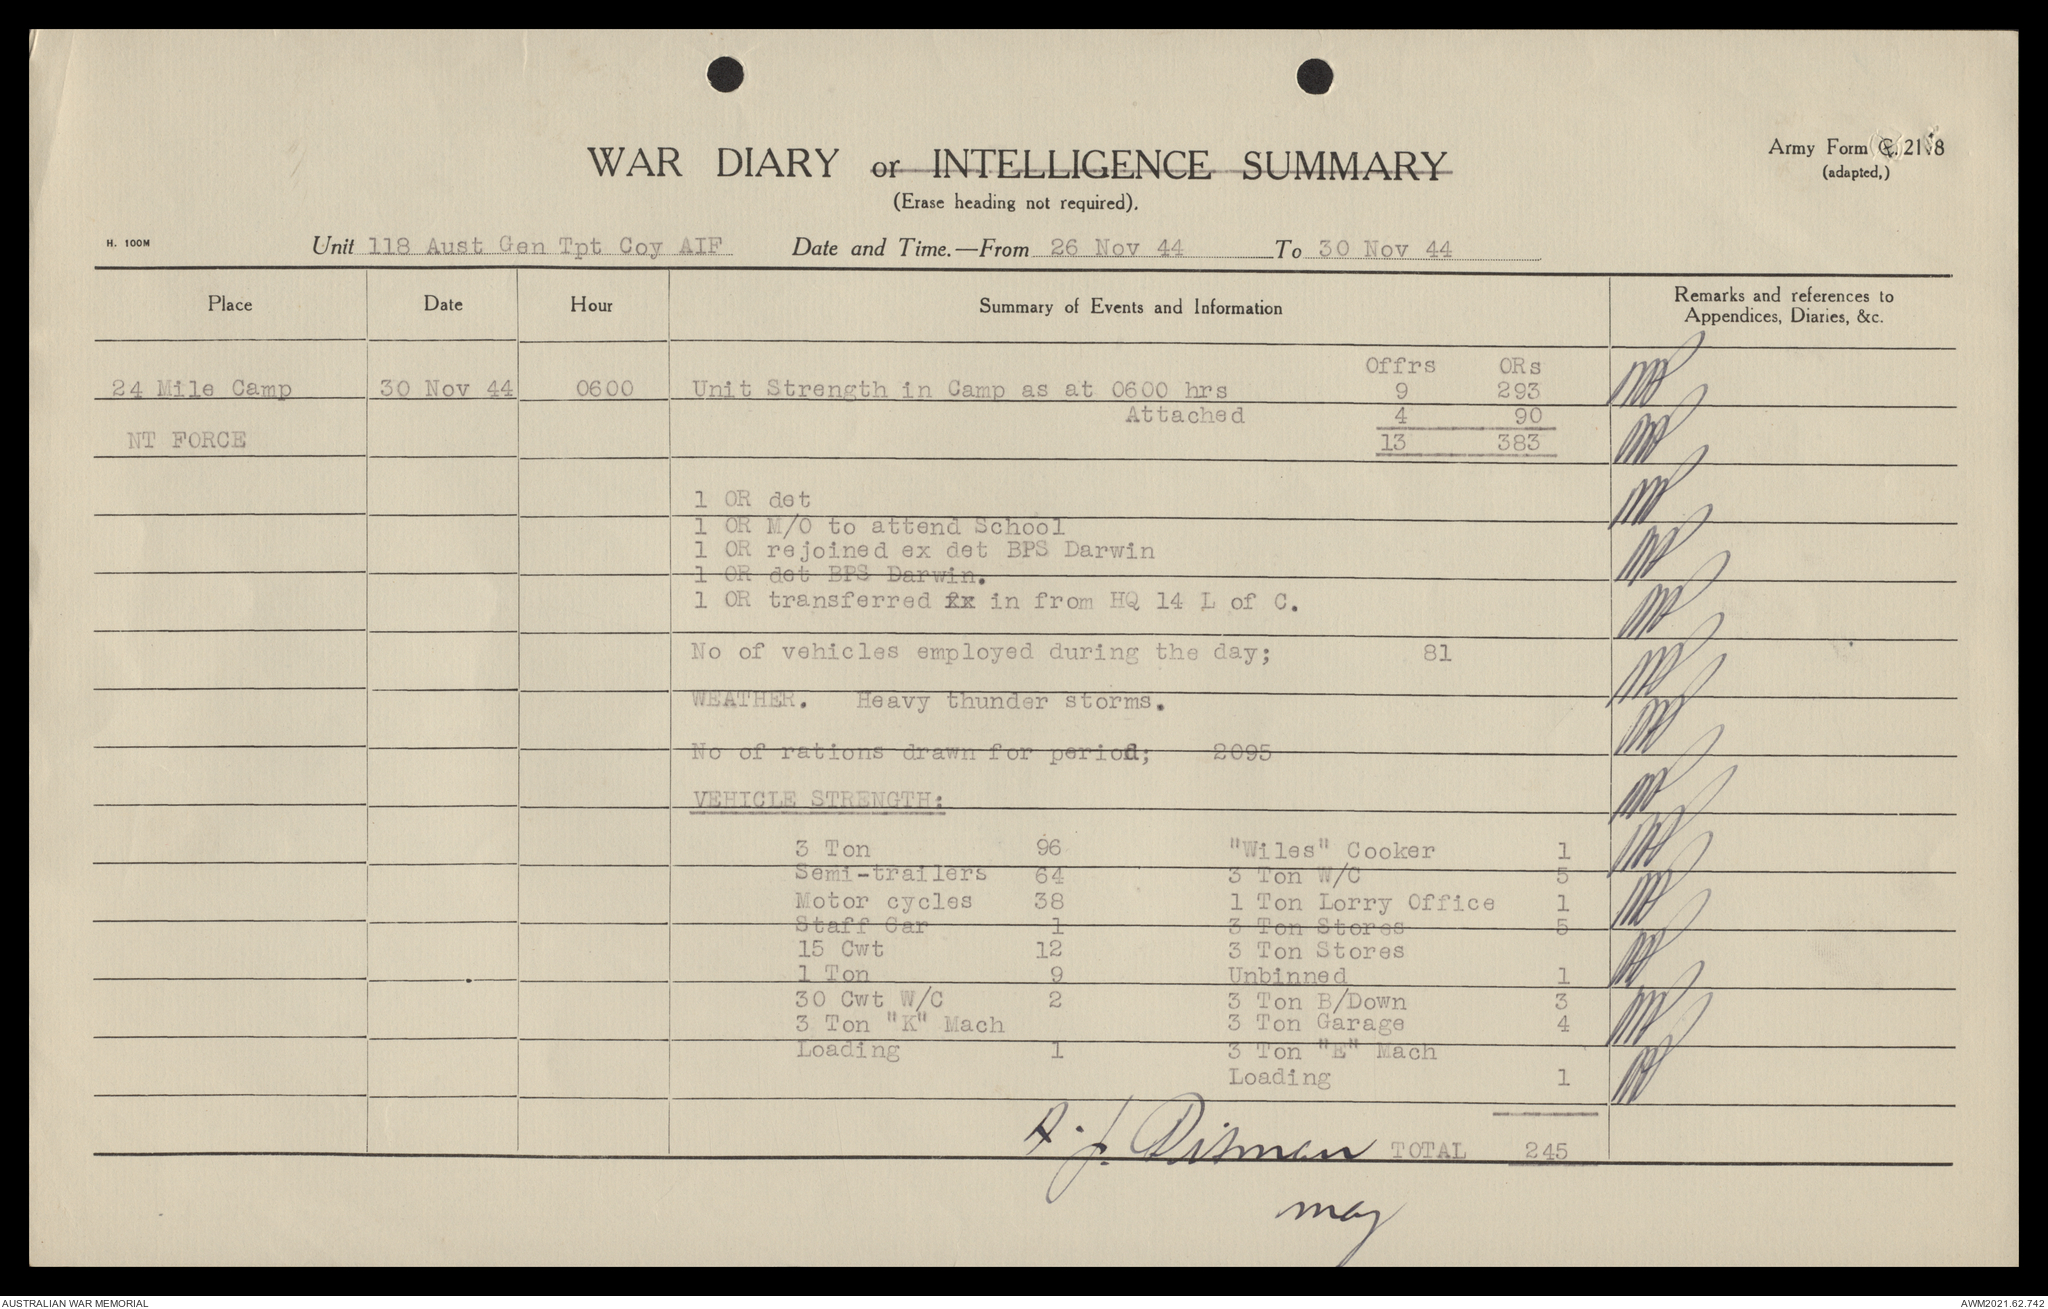 WAR DIARY or INTELLIGENCE SUMMARY
(Erase heading not required).
Army Form C. 2118
(adapted,)
H. 100M
Unit 118 Aust Gen Tpt Coy AIF Date and Time.—From 26 Nov 44 To 30 Nov 44
Place Date Hour Summary of Events and Information Remarks and references to
Appendices, Diaries, &c.
Offrs ORs
24 Mile Camp 30 Nov 44 0600 Unit Strength in Camp as at 0600 hrs 9 293
Attached 4 90
NT FORCE 13 383
1 OR det
1 OR M/O to attend School
1 OR rejoined ex det BPS Darwin
1 OR det BPS Darwin.
1 OR transferred in from HQ 14 L of C.
No of vehicles employed during the day; 81
WEATHER. Heavy thunder storms.
No of rations drawn for period; 2095
VEHICLE STRENGTH:
3 Ton 96 "Wiles" Cooker 1
Semi-trailers 64 3 Ton W/C 5
Motor cycles 38 1 Ton Lorry Office 1
Staff Car 1 3 Ton Stores 5
15 Cwt 12 3 Ton Stores
1 Ton 9 Unbinned 1
30 Cwt W/C 2 3 Ton B/Down 3
3 Ton "K" Mach 3 Ton Garage 4
Loading 1 3 Ton "E" Mach
Loading 1
A. J. TOTAL 245
AUSTRALIAN WAR MEMORIAL
AWM2021.62.742